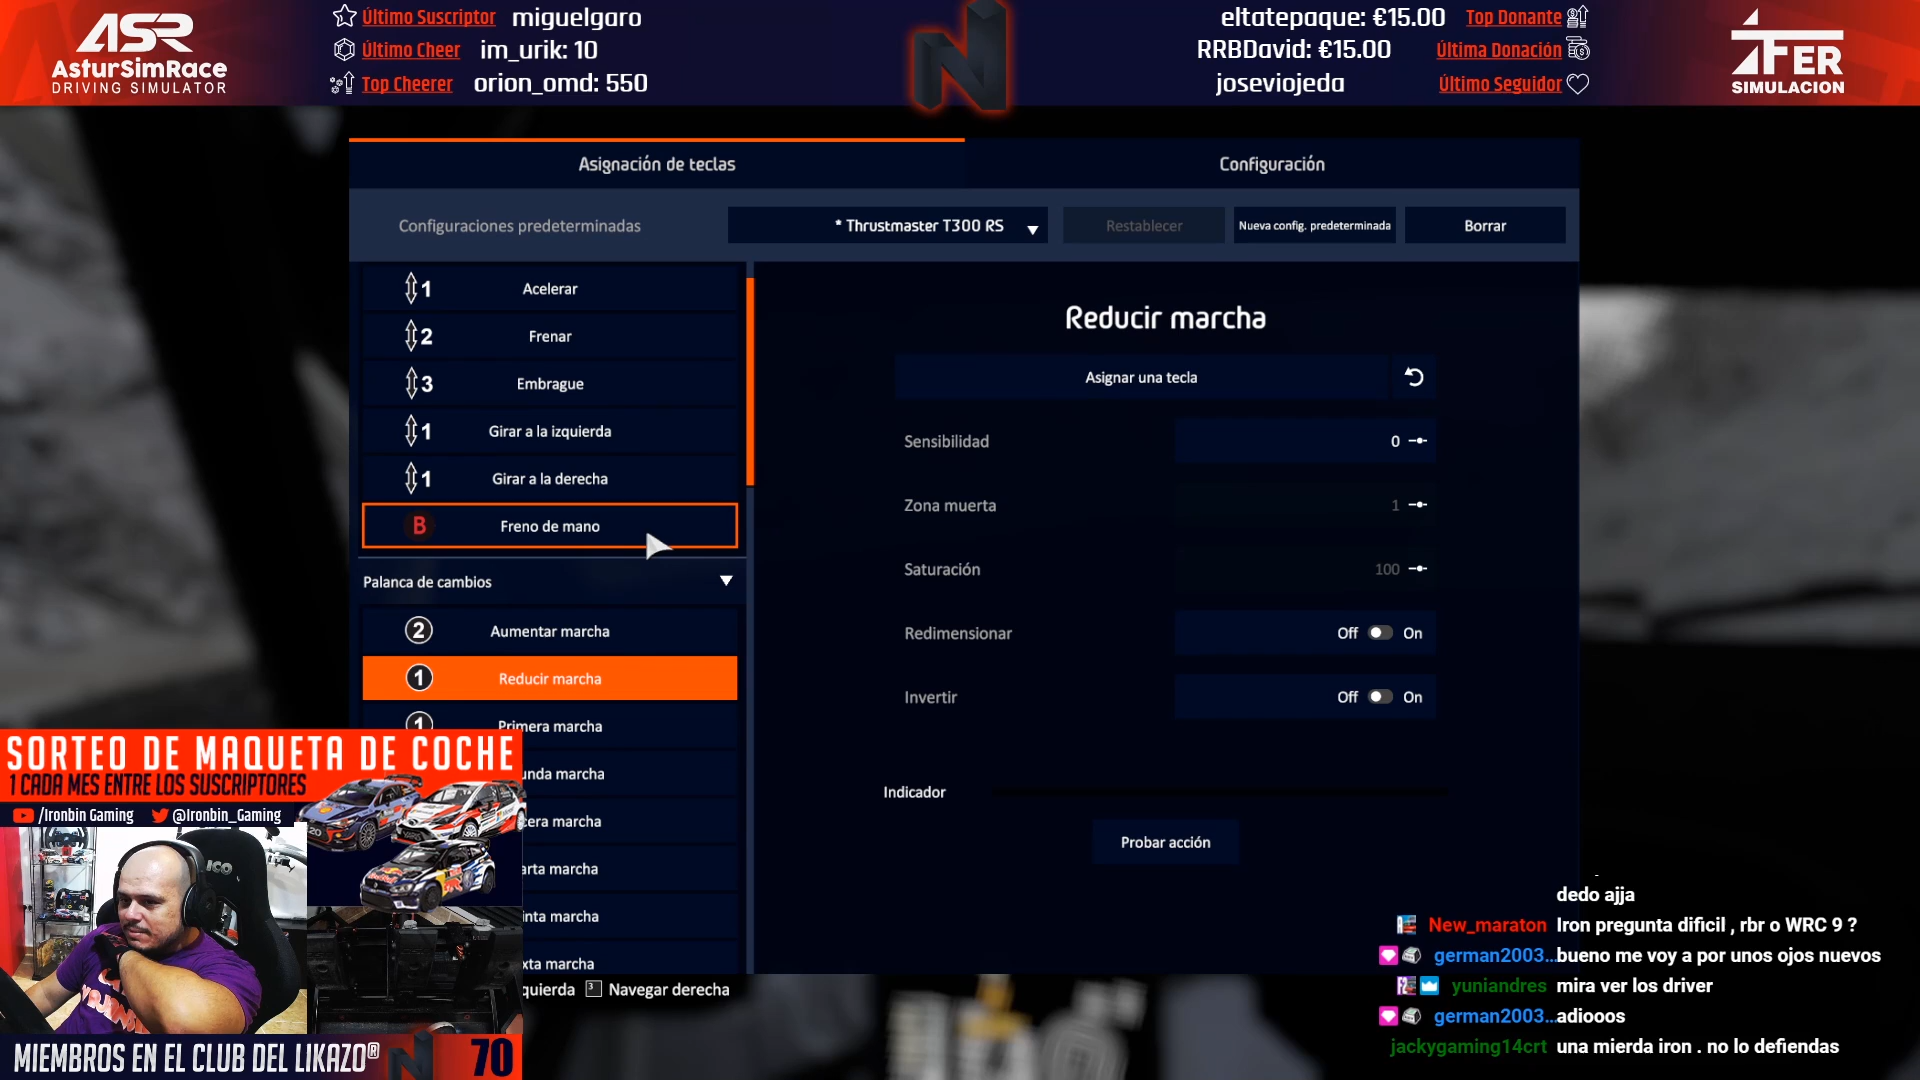 ASR
AsturSimRace
DRIVING SIMULATOR
Último Suscriptor miguelgaro
Último Cheer im_urik: 10
Top Cheerer orion_omd: 550
eltatepaque: €15.00 Top Donante
RRBDavid: €15.00 Última Donación
joseviojeda Último Seguidor
FER
SIMULACION
Asignación de teclas
Configuración
Configuraciones predeterminadas
* Thrustmaster T300 RS
Restablecer
Nueva config. predeterminada
Borrar
1 Acelerar
2 Frenar
3 Embrague
1 Girar a la izquierda
1 Girar a la derecha
B Freno de mano
Palanca de cambios
2 Aumentar marcha
1 Reducir marcha
1 Primera marcha
unda marcha
cera marcha
arta marcha
inta marcha
xta marcha
quierda 3 Navegar derecha
Reducir marcha
Asignar una tecla
Sensibilidad 0
Zona muerta 1
Saturación 100
Redimensionar Off On
Invertir Off On
Indicador
Probar acción
SORTEO DE MAQUETA DE COCHE
1 CADA MES ENTRE LOS SUSCRIPTORES
/Ironbin Gaming @Ironbin_Gaming
MIEMBROS EN EL CLUB DEL LIKAZO® 70
dedo ajja
New_maraton Iron pregunta dificil , rbr o WRC 9 ?
german2003... bueno me voy a por unos ojos nuevos
yuniandres mira ver los driver
german2003... adiooos
jackygaming14crt una mierda iron . no lo defiendas